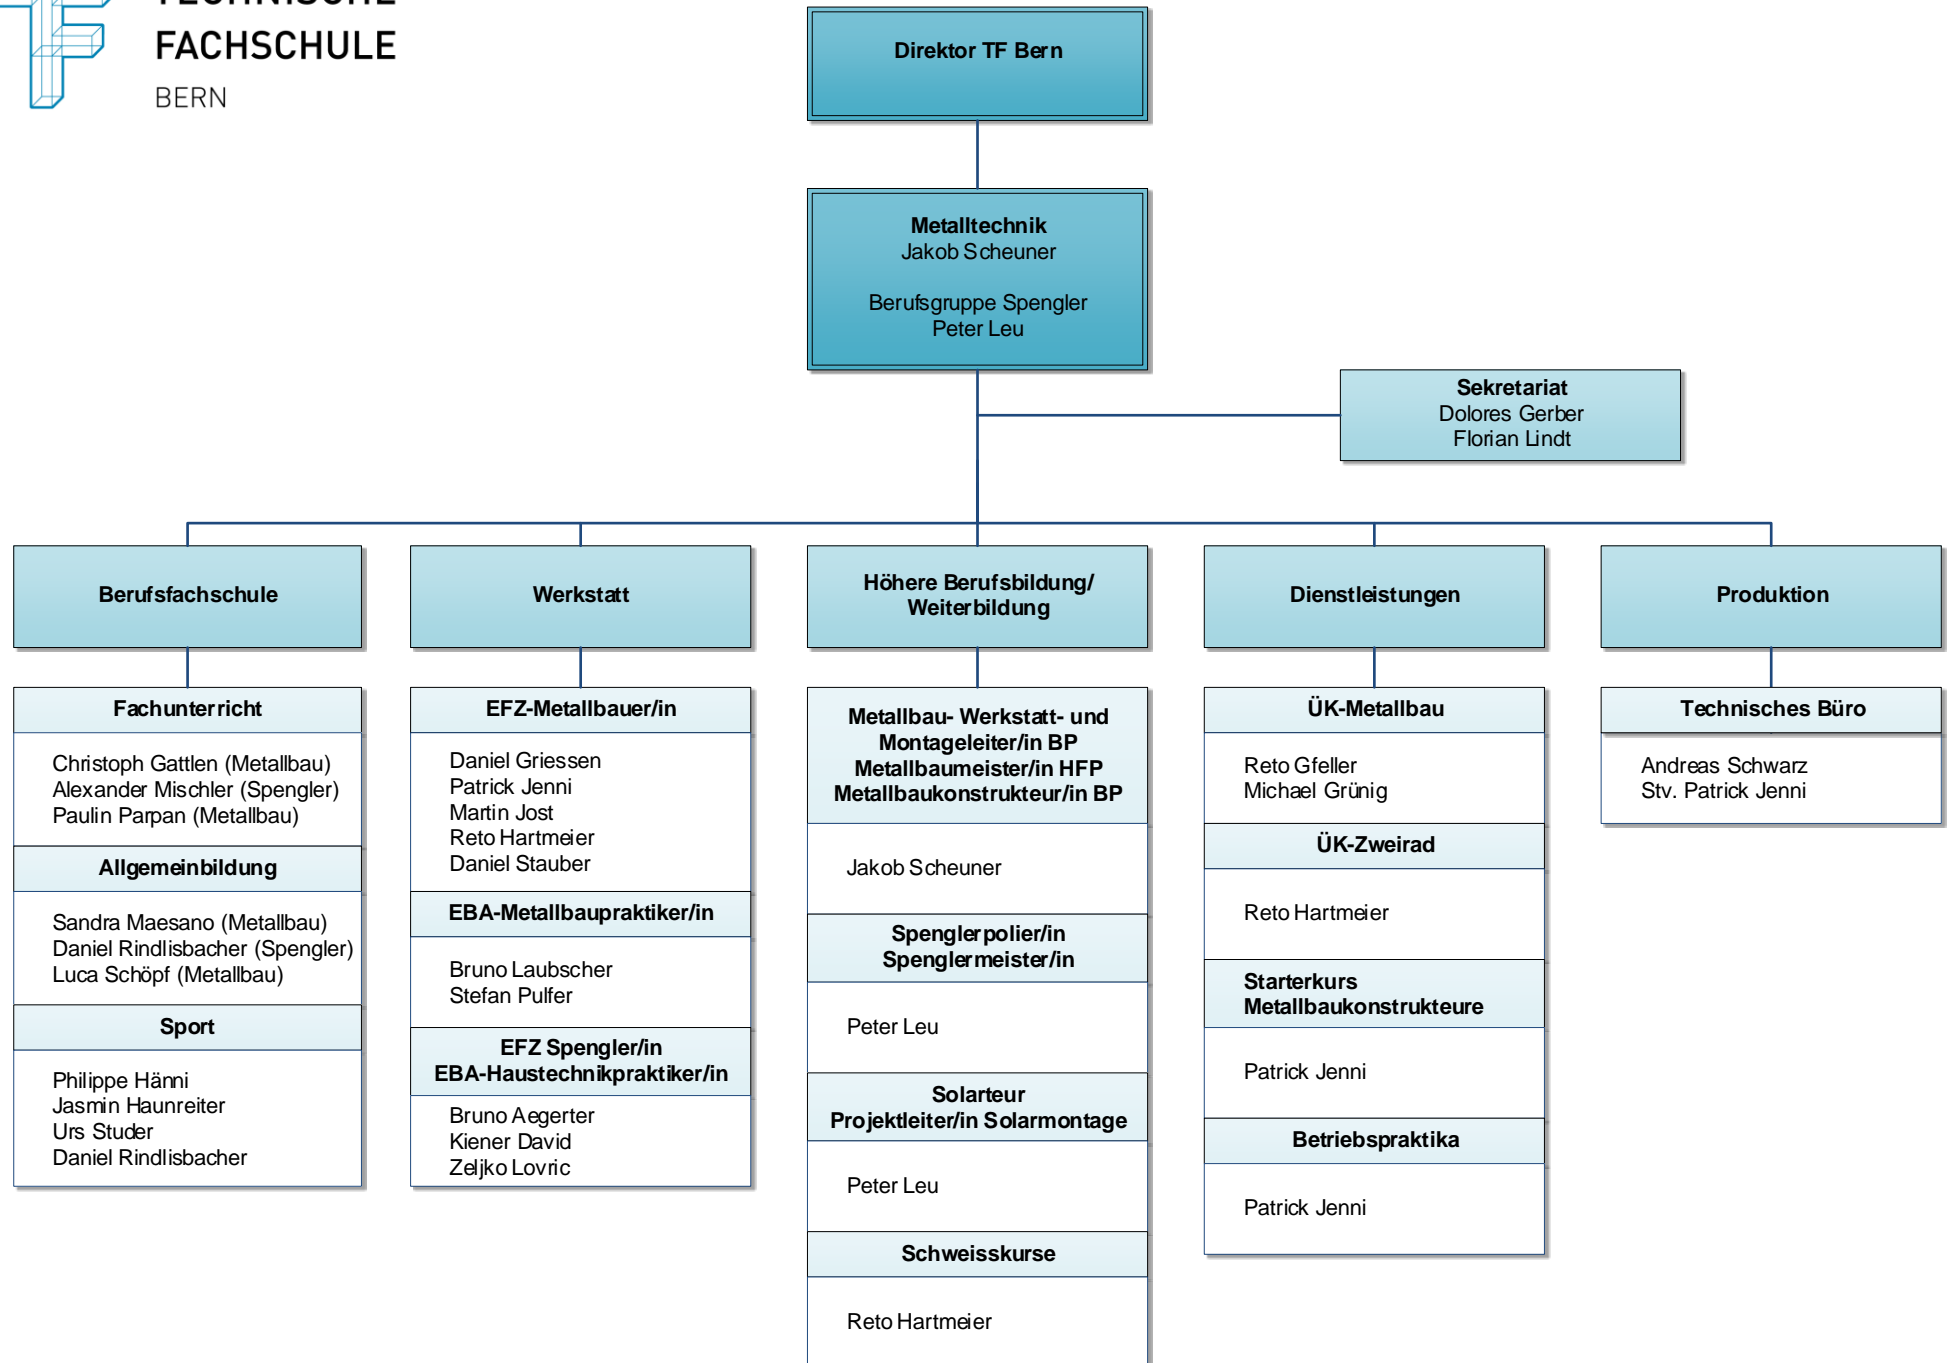 TECHNISCHE
FACHSCHULE
BERN
Direktor TF Bern
Metalltechnik
Jakob Scheuner
Berufsgruppe Spengler
Peter Leu
Sekretariat
Dolores Gerber
Florian Lindt
Berufsfachschule
Fachunterricht
Christoph Gattlen (Metallbau)
Alexander Mischler (Spengler)
Paulin Parpan (Metallbau)
Allgemeinbildung
Sandra Maesano (Metallbau)
Daniel Rindlisbacher (Spengler)
Luca Schöpf (Metallbau)
Sport
Philippe Hänni
Jasmin Haunreiter
Urs Studer
Daniel Rindlisbacher
Werkstatt
EFZ-Metallbauer/in
Daniel Griessen
Patrick Jenni
Martin Jost
Reto Hartmeier
Daniel Stauber
EBA-Metallbaupraktiker/in
Bruno Laubscher
Stefan Pulfer
EFZ Spengler/in
EBA-Haustechnikpraktiker/in
Bruno Aegerter
Kiener David
Zeljko Lovric
Höhere Berufsbildung/
Weiterbildung
Metallbau- Werkstatt- und
Montageleiter/in BP
Metallbaumeister/in HFP
Metallbaukonstrukteur/in BP
Jakob Scheuner
Spenglerpolier/in
Spenglermeister/in
Peter Leu
Solarteur
Projektleiter/in Solarmontage
Peter Leu
Schweisskurse
Reto Hartmeier
Dienstleistungen
ÜK-Metallbau
Reto Gfeller
Michael Grünig
ÜK-Zweirad
Reto Hartmeier
Starterkurs
Metallbaukonstrukteure
Patrick Jenni
Betriebspraktika
Patrick Jenni
Produktion
Technisches Büro
Andreas Schwarz
Stv. Patrick Jenni